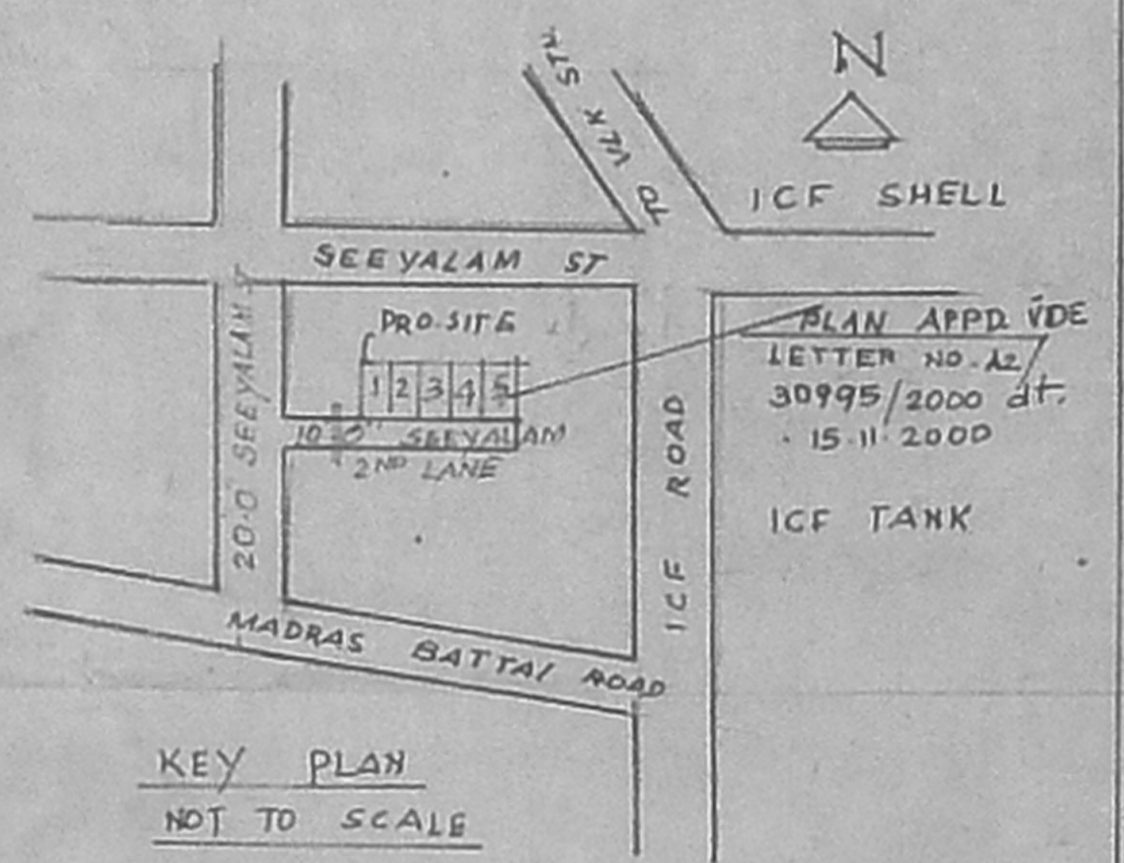 N
TO VLK STN
ICF SHELL
SEEYALAM ST
PRO-SITE
1 2 3 4 5
PLAN APPD. VIDE
LETTER NO. A2/
30995/2000 dt.
15.11.2000
20.0" SEEYALAM ST
10'-0" SEEYALAM
2ND LANE
ICF ROAD
ICF TANK
MADRAS BATTAI ROAD
KEY PLAN
NOT TO SCALE